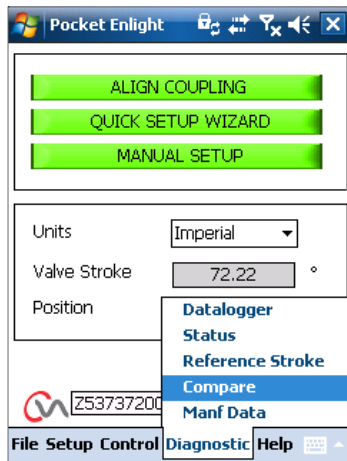 Pocket Enlight
ALIGN COUPLING
QUICK SETUP WIZARD
MANUAL SETUP
Units Imperial
Valve Stroke 72.22 °
Position
Datalogger
Status
Reference Stroke
Compare
Manf Data
Z53737200
File Setup Control Diagnostic Help